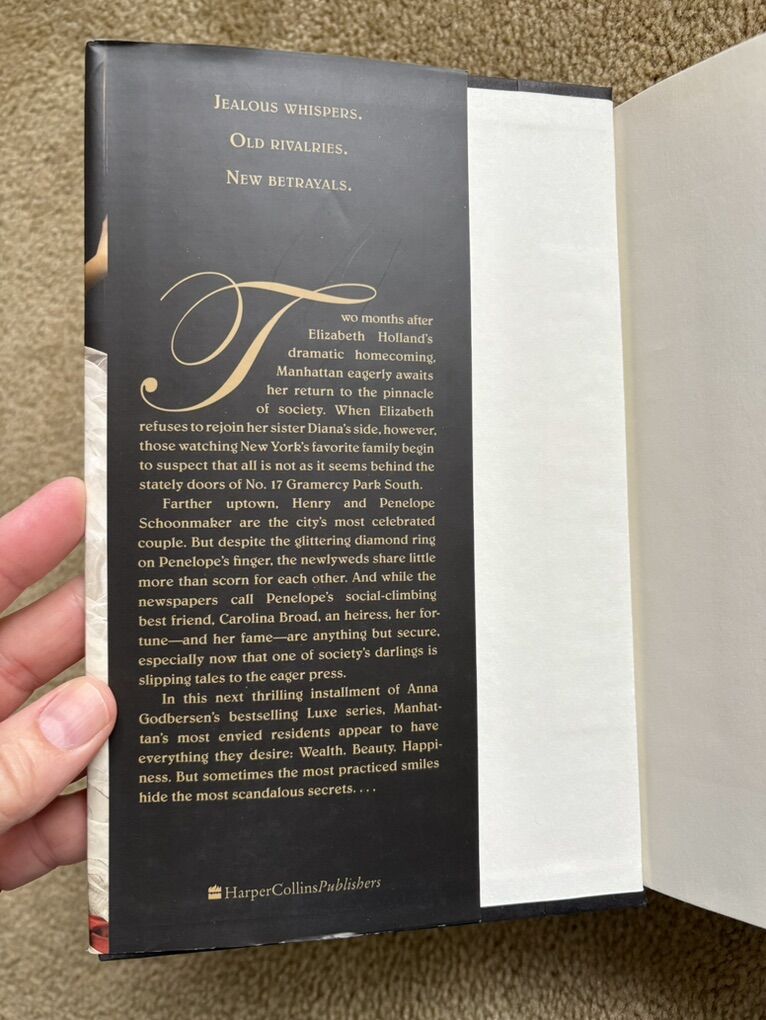 JEALOUS WHISPERS.
OLD RIVALRIES.
NEW BETRAYALS.
Two months after
Elizabeth Holland's
dramatic homecoming,
Manhattan eagerly awaits
her return to the pinnacle
of society. When Elizabeth
refuses to rejoin her sister Diana's side, however,
those watching New York's favorite family begin
to suspect that all is not as it seems behind the
stately doors of No. 17 Gramercy Park South.
Farther uptown, Henry and Penelope
Schoonmaker are the city's most celebrated
couple. But despite the glittering diamond ring
on Penelope's finger, the newlyweds share little
more than scorn for each other. And while the
newspapers call Penelope's social-climbing
best friend, Carolina Broad, an heiress, her for-
tune—and her fame—are anything but secure,
especially now that one of society's darlings is
slipping tales to the eager press.
In this next thrilling installment of Anna
Godbersen's bestselling Luxe series, Manhat-
tan's most envied residents appear to have
everything they desire: Wealth. Beauty. Happi-
ness. But sometimes the most practiced smiles
hide the most scandalous secrets. . . .
HarperCollinsPublishers